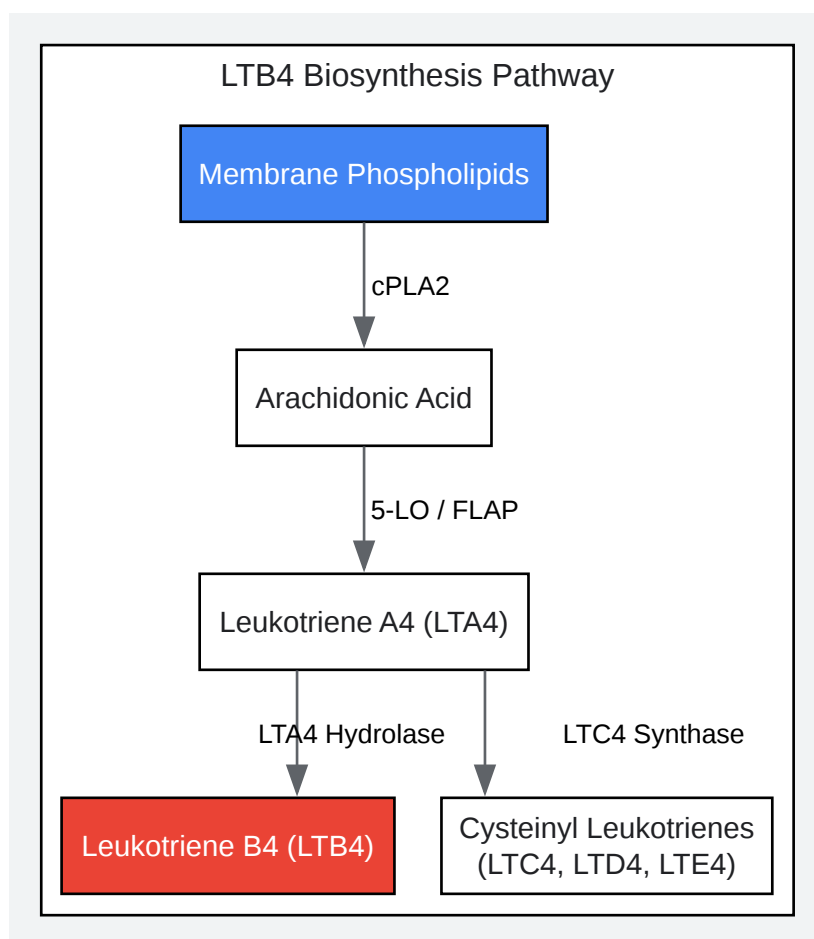 LTB4 Biosynthesis Pathway
Membrane Phospholipids
cPLA2
Arachidonic Acid
5-LO / FLAP
Leukotriene A4 (LTA4)
LTA4 Hydrolase
LTC4 Synthase
Leukotriene B4 (LTB4)
Cysteinyl Leukotrienes
(LTC4, LTD4, LTE4)